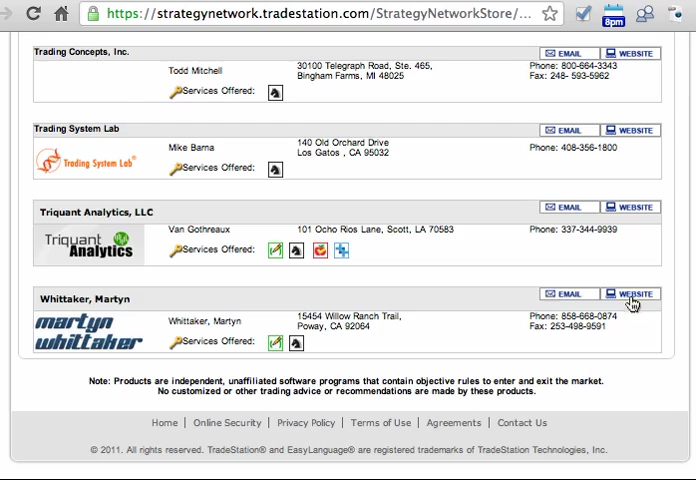 https://strategynetwork.tradestation.com/StrategyNetworkStore/...
8pm
Trading Concepts, Inc.
EMAIL
WEBSITE
Todd Mitchell
30100 Telegraph Road, Ste. 465,
Bingham Farms, MI 48025
Phone: 800-664-3343
Fax: 248- 593-5962
Services Offered:
Trading System Lab
EMAIL
WEBSITE
Trading System Lab®
Mike Barna
140 Old Orchard Drive
Los Gatos , CA 95032
Phone: 408-356-1800
Services Offered:
Triquant Analytics, LLC
EMAIL
WEBSITE
Triquant
Analytics
Van Gothreaux
101 Ocho Rios Lane, Scott, LA 70583
Phone: 337-344-9939
Services Offered:
Whittaker, Martyn
EMAIL
WEBSITE
martyn
whittaker
Whittaker, Martyn
15454 Willow Ranch Trail,
Poway, CA 92064
Phone: 858-668-0874
Fax: 253-498-9591
Services Offered:
Note: Products are independent, unaffiliated software programs that contain objective rules to enter and exit the market.
No customized or other trading advice or recommendations are made by these products.
Home | Online Security | Privacy Policy | Terms of Use | Agreements | Contact Us
© 2011. All rights reserved. TradeStation® and EasyLanguage® are registered trademarks of TradeStation Technologies, Inc.